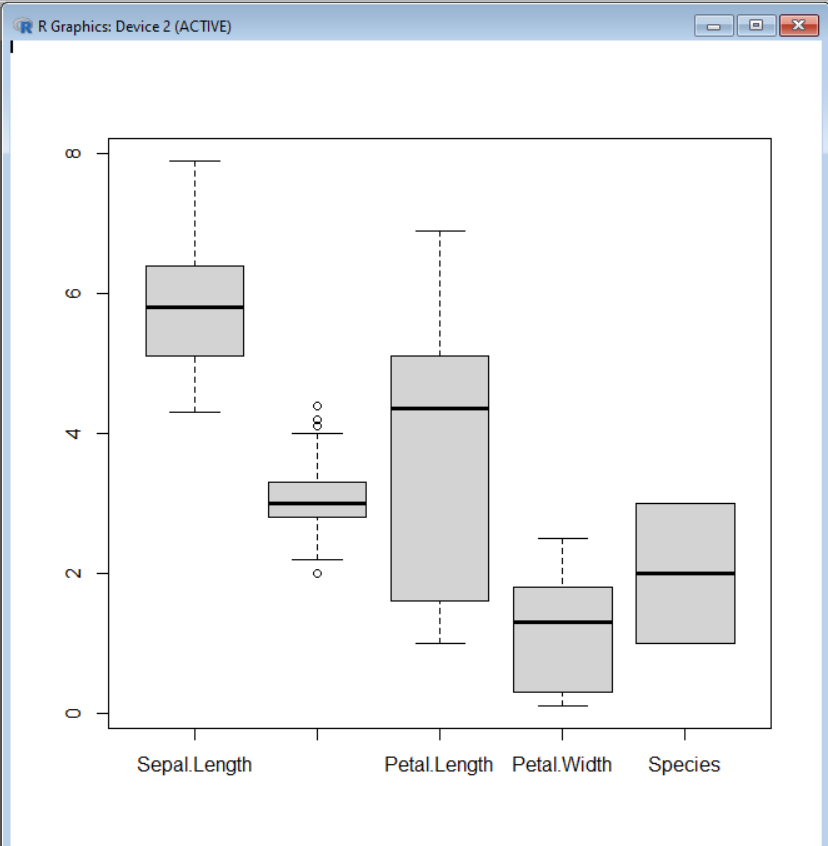 R R Graphics: Device 2 (ACTIVE)
8
6
4
2
0
Sepal.Length Petal.Length Petal.Width Species